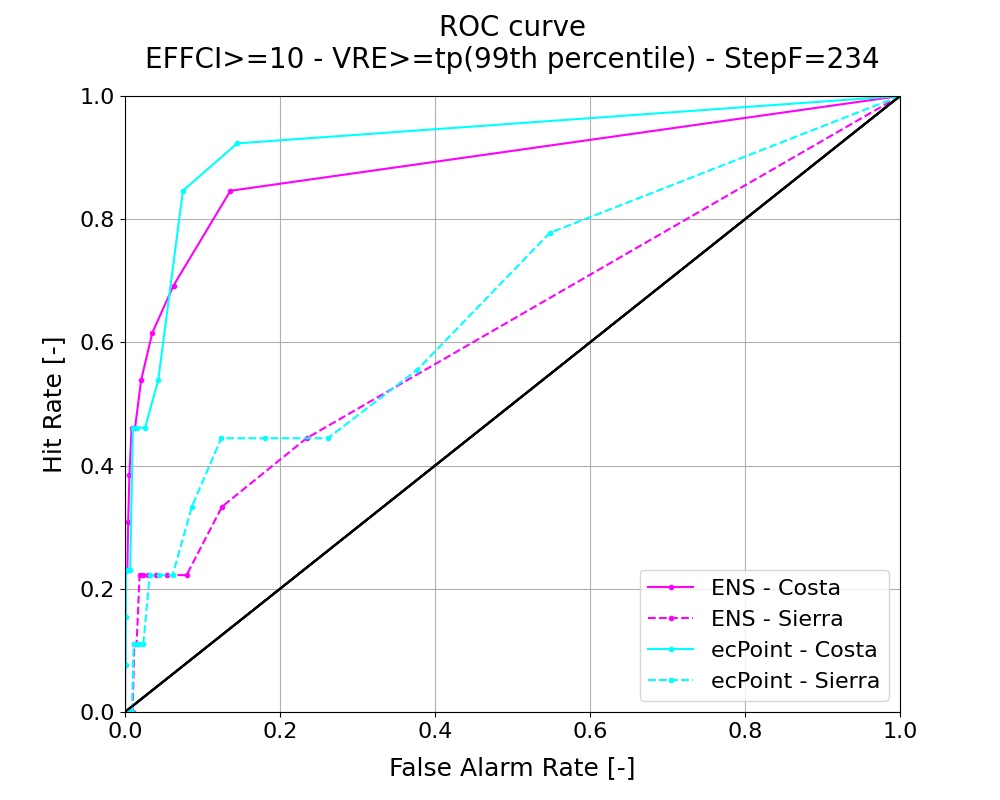 ROC curve
EFFCI>=10 - VRE>=tp(99th percentile) - StepF=234
1.0
0.8
0.6
0.4
0.2
0.0
Hit Rate [-]
0.0 0.2 0.4 0.6 0.8 1.0
False Alarm Rate [-]
ENS - Costa
ENS - Sierra
ecPoint - Costa
ecPoint - Sierra